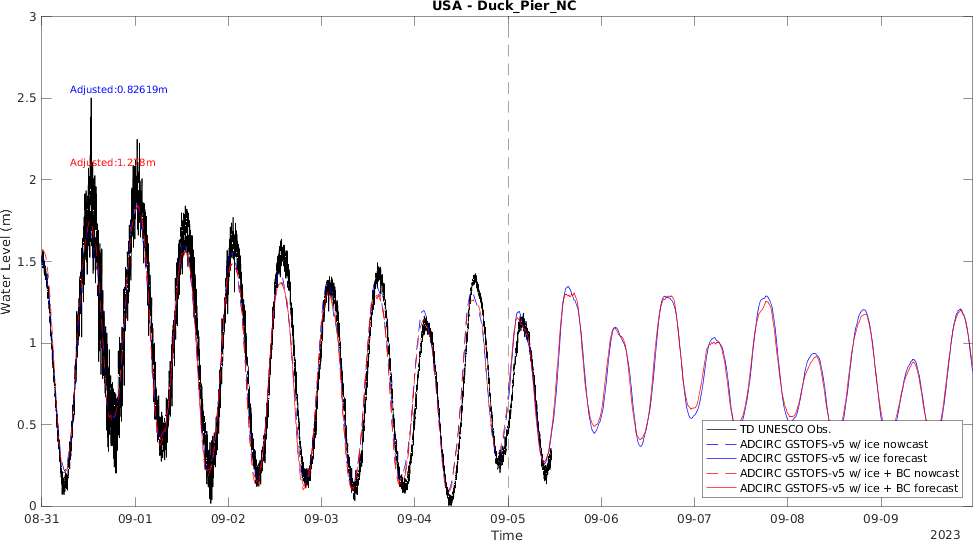 USA - Duck_Pier_NC
3
2.5
2
1.5
1
0.5
0
Water Level (m)
Adjusted:0.82619m
Adjusted:1.218m
TD UNESCO Obs.
ADCIRC GSTOFS-v5 w/ ice nowcast
ADCIRC GSTOFS-v5 w/ ice forecast
ADCIRC GSTOFS-v5 w/ ice + BC nowcast
ADCIRC GSTOFS-v5 w/ ice + BC forecast
08-31 09-01 09-02 09-03 09-04 09-05 09-06 09-07 09-08 09-09
Time
2023